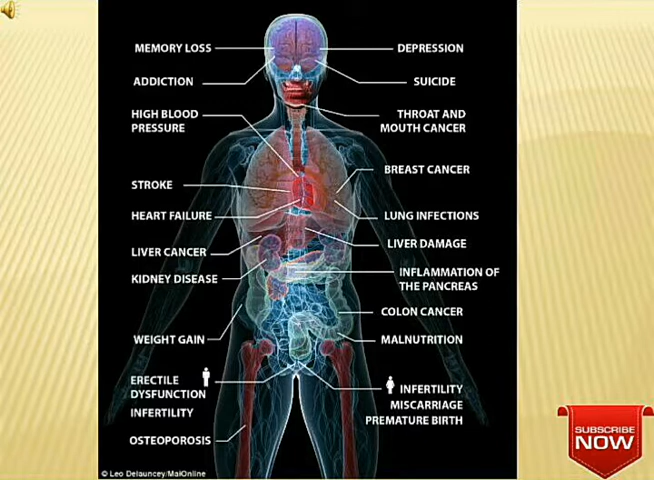 MEMORY LOSS
DEPRESSION
ADDICTION
SUICIDE
HIGH BLOOD
PRESSURE
THROAT AND
MOUTH CANCER
BREAST CANCER
STROKE
HEART FAILURE
LUNG INFECTIONS
LIVER CANCER
LIVER DAMAGE
KIDNEY DISEASE
INFLAMMATION OF
THE PANCREAS
COLON CANCER
WEIGHT GAIN
MALNUTRITION
ERECTILE
DYSFUNCTION
INFERTILITY
INFERTILITY
MISCARRIAGE
PREMATURE BIRTH
OSTEOPOROSIS
© Leo Delauncey/MailOnline
SUBSCRIBE
NOW